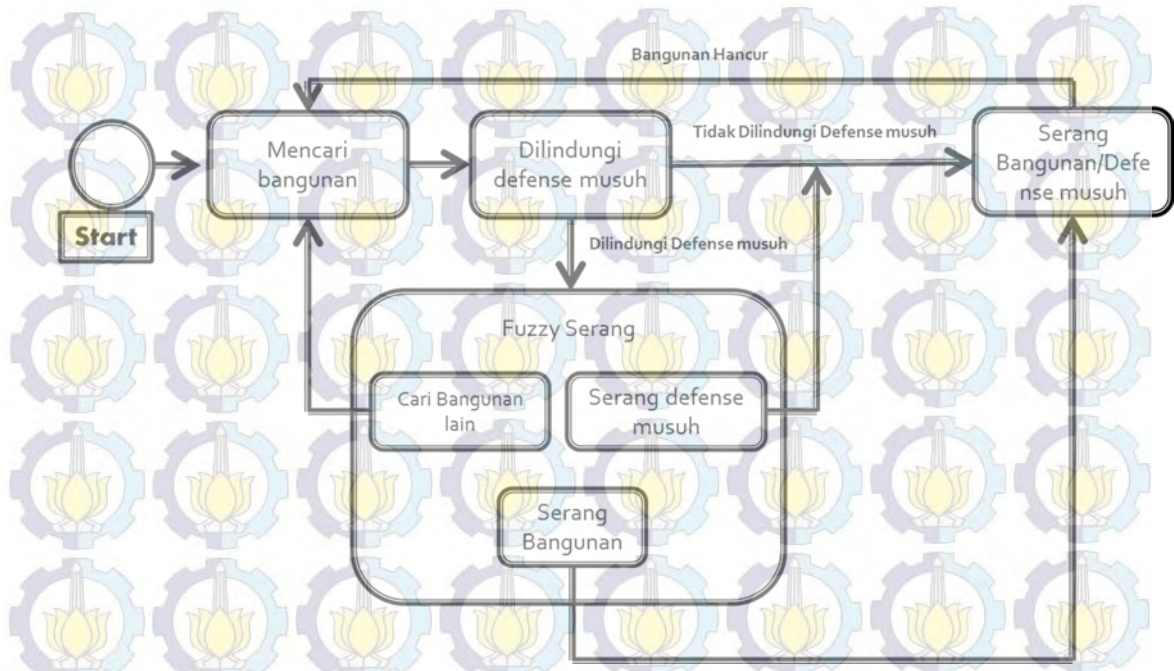 Bangunan Hancur
Mencari
bangunan
Dilindungi
defense musuh
Tidak Dilindungi Defense musuh
Serang
Bangunan/Defe
nse musuh
Start
Dilindungi Defense musuh
Fuzzy Serang
Cari Bangunan
lain
Serang defense
musuh
Serang
Bangunan